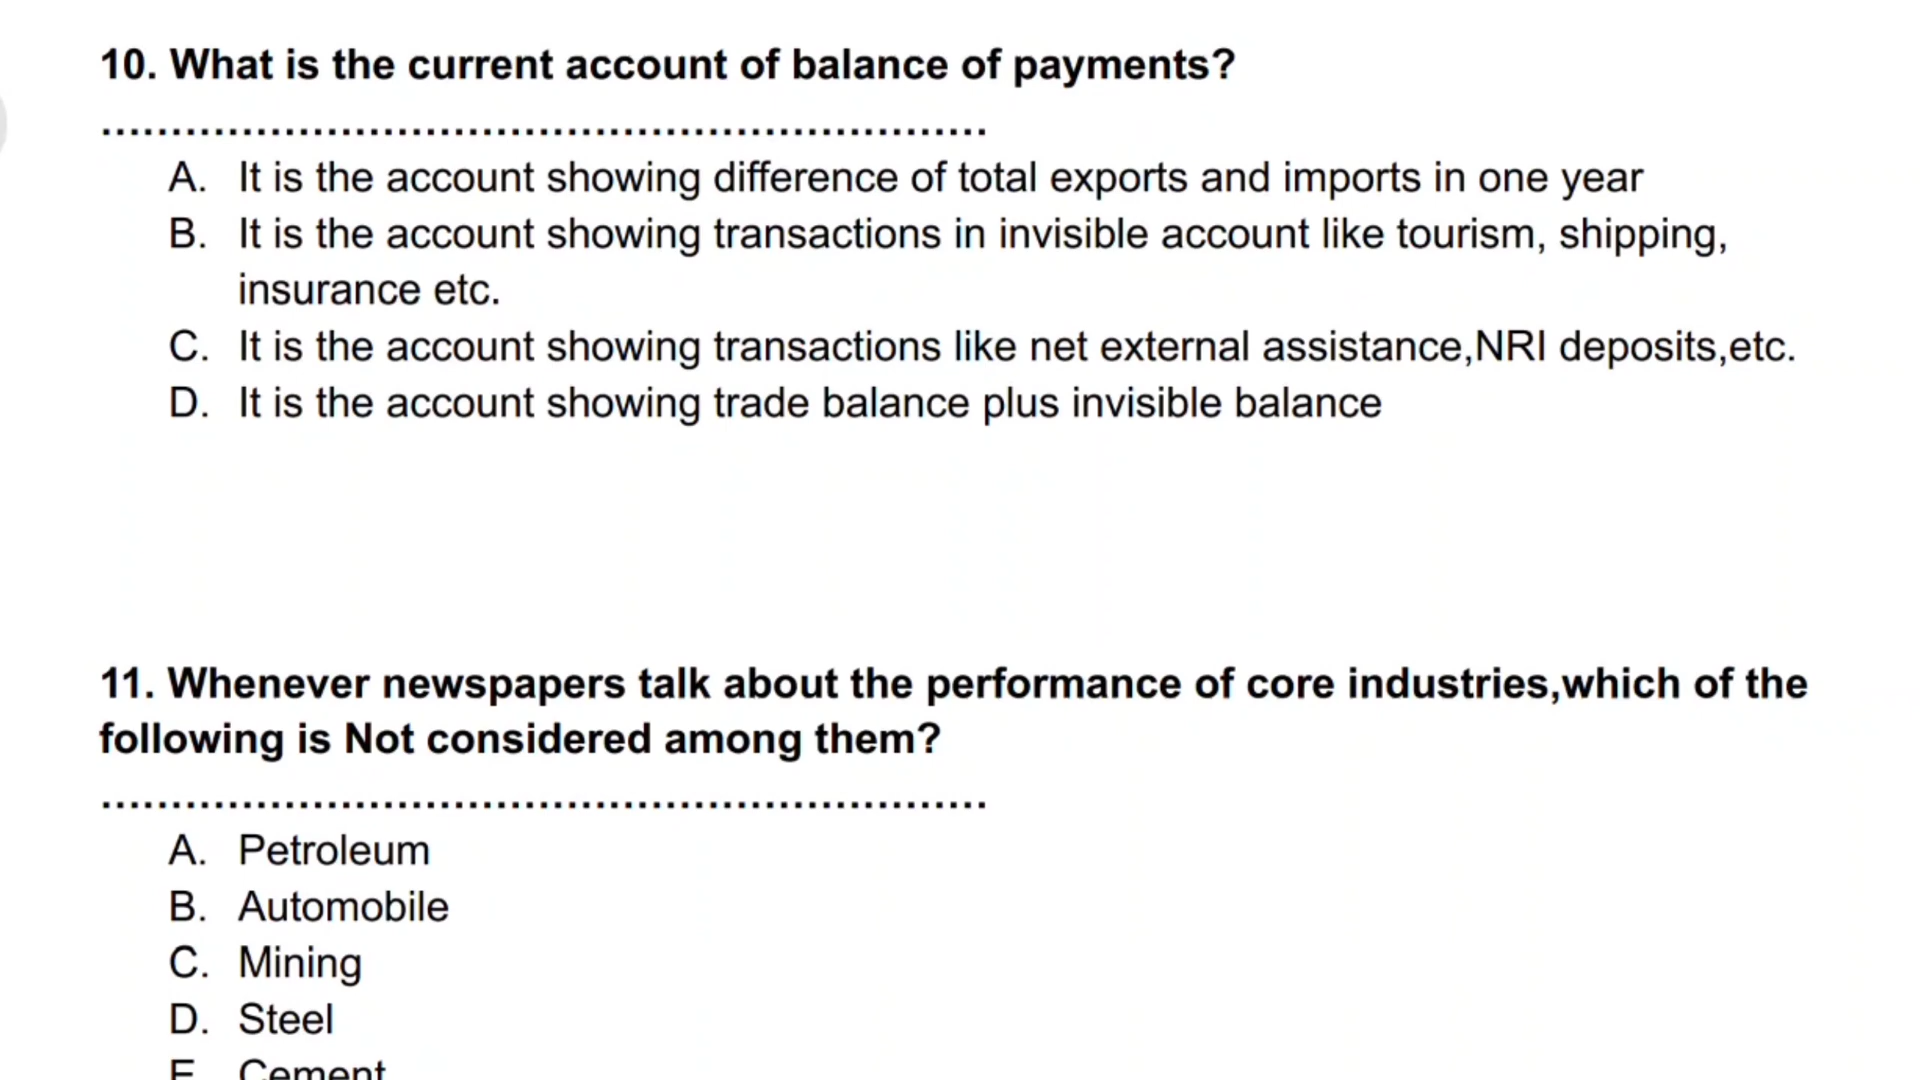 10. What is the current account of balance of payments?
...............................................................
A. It is the account showing difference of total exports and imports in one year
B. It is the account showing transactions in invisible account like tourism, shipping,
insurance etc.
C. It is the account showing transactions like net external assistance,NRI deposits,etc.
D. It is the account showing trade balance plus invisible balance
11. Whenever newspapers talk about the performance of core industries,which of the
following is Not considered among them?
...............................................................
A. Petroleum
B. Automobile
C. Mining
D. Steel
E. Cement